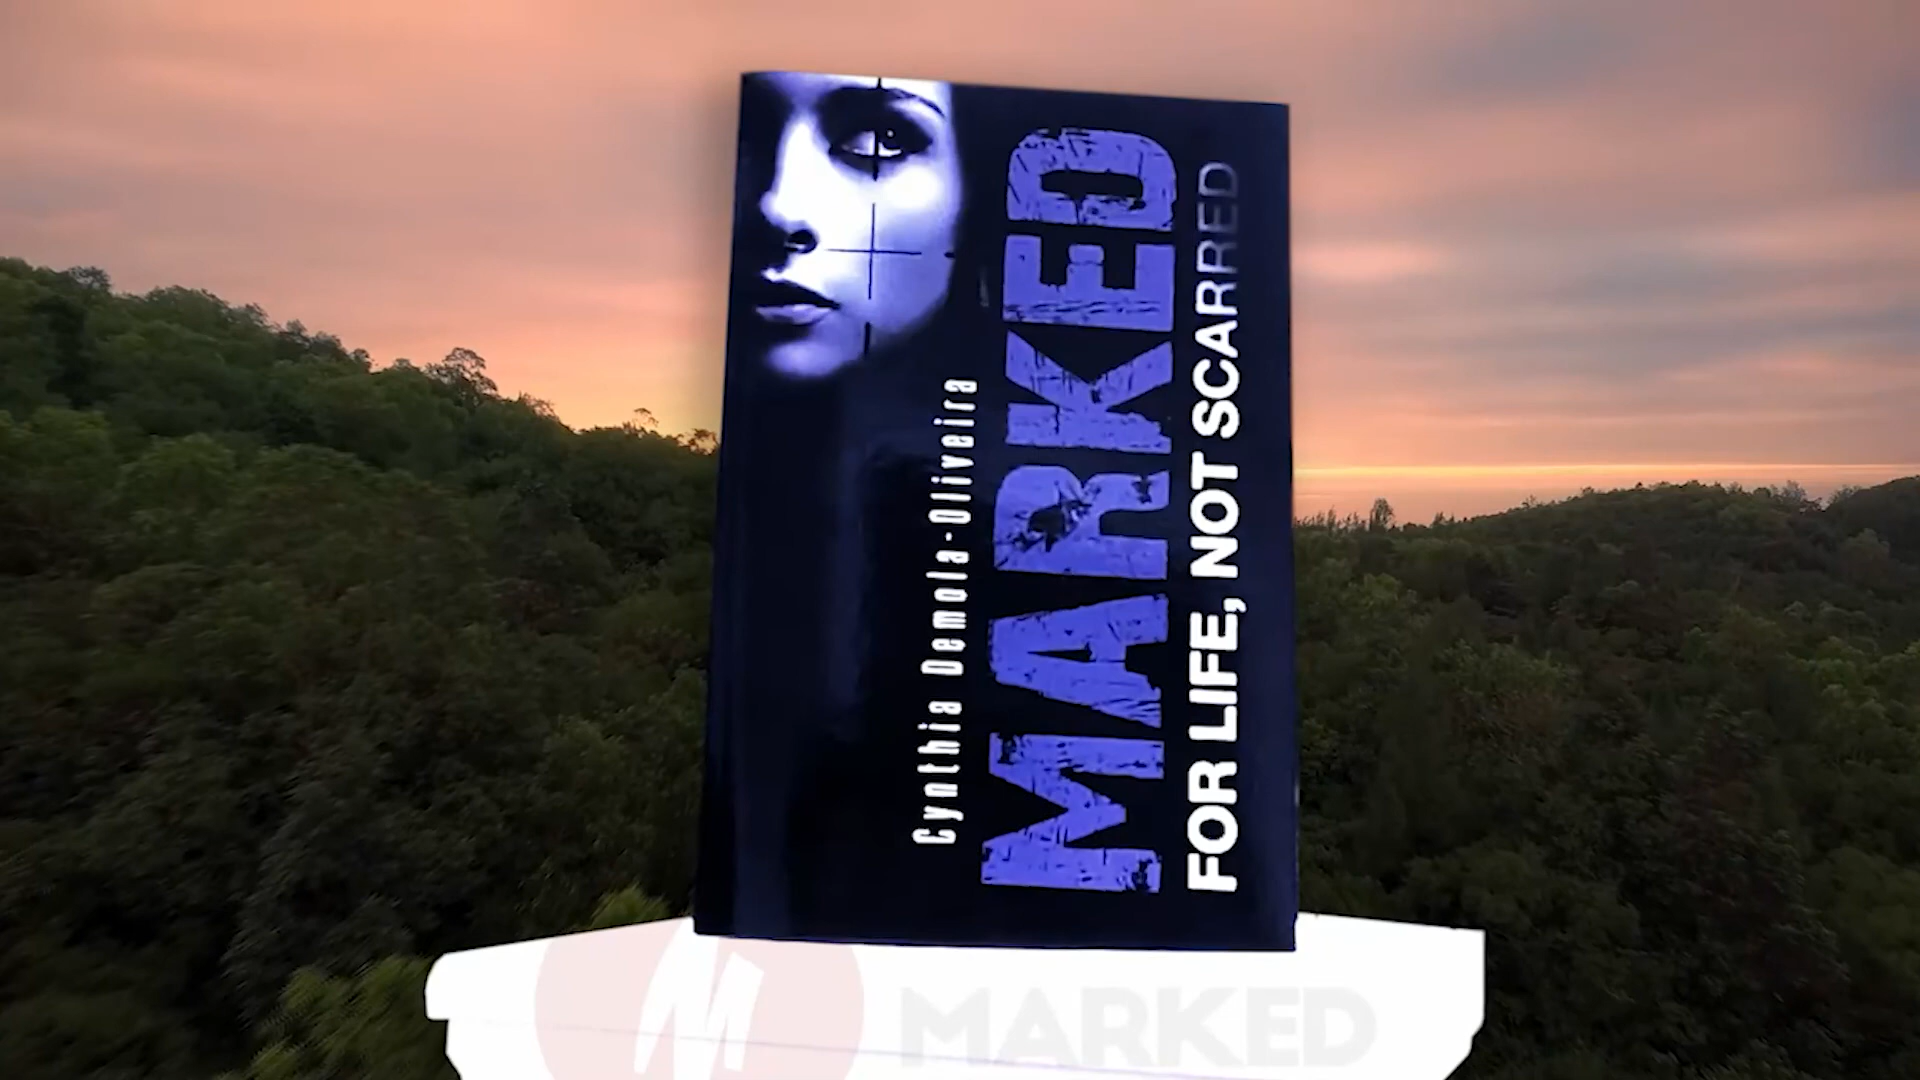 Cynthia Demola-Oliveira
MARKED
FOR LIFE, NOT SCARRED
M
MARKED